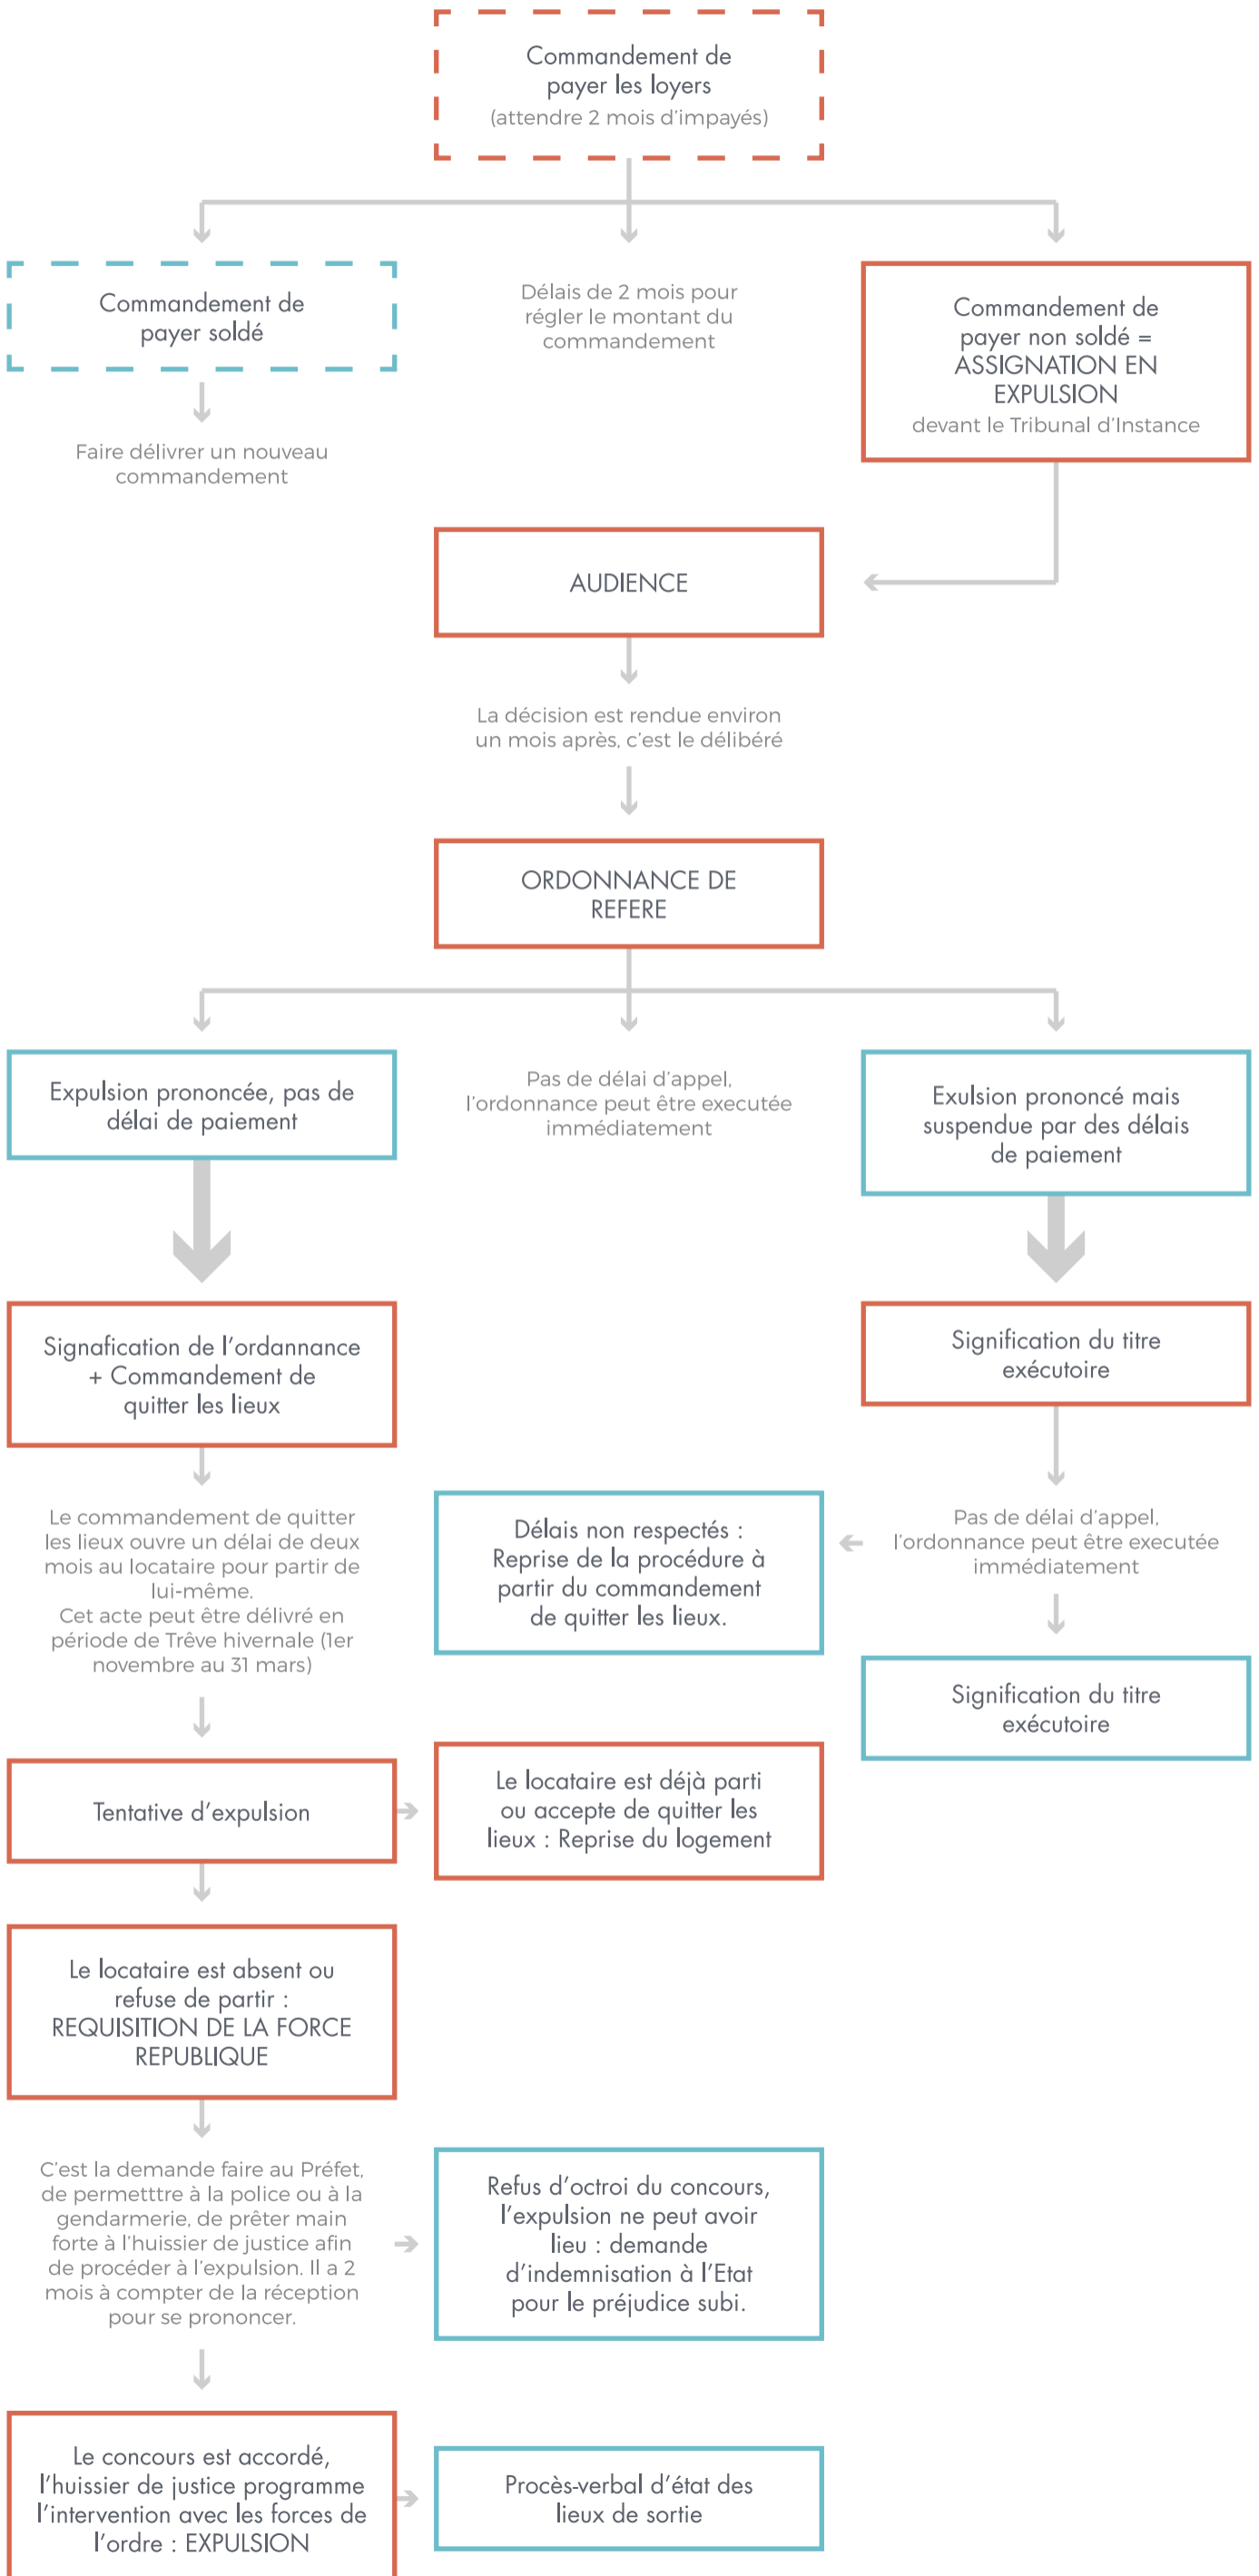 Commandement de
payer les loyers
(attendre 2 mois d'impayés)
Commandement de
payer soldé
Délais de 2 mois pour
régler le montant du
commandement
Commandement de
payer non soldé =
ASSIGNATION EN
EXPULSION
devant le Tribunal d'Instance
Faire délivrer un nouveau
commandement
AUDIENCE
La décision est rendue environ
un mois après, c'est le délibéré
ORDONNANCE DE
REFERE
Expulsion prononcée, pas de
délai de paiement
Pas de délai d'appel,
l'ordonnance peut être executée
immédiatement
Exulsion prononcé mais
suspendue par des délais
de paiement
Signafication de l'ordannance
+ Commandement de
quitter les lieux
Signification du titre
exécutoire
Le commandement de quitter
les lieux ouvre un délai de deux
mois au locataire pour partir de
lui-même.
Cet acte peut être délivré en
période de Trêve hivernale (1er
novembre au 31 mars)
Délais non respectés :
Reprise de la procédure à
partir du commandement
de quitter les lieux.
Pas de délai d'appel,
l'ordonnance peut être executée
immédiatement
Signification du titre
exécutoire
Tentative d'expulsion
Le locataire est déjà parti
ou accepte de quitter les
lieux : Reprise du logement
Le locataire est absent ou
refuse de partir :
REQUISITION DE LA FORCE
REPUBLIQUE
C'est la demande faire au Préfet,
de permetttre à la police ou à la
gendarmerie, de prêter main
forte à l'huissier de justice afin
de procéder à l'expulsion. Il a 2
mois à compter de la réception
pour se prononcer.
Refus d'octroi du concours,
l'expulsion ne peut avoir
lieu : demande
d'indemnisation à l'Etat
pour le préjudice subi.
Le concours est accordé,
l'huissier de justice programme
l'intervention avec les forces de
l'ordre : EXPULSION
Procès-verbal d'état des
lieux de sortie